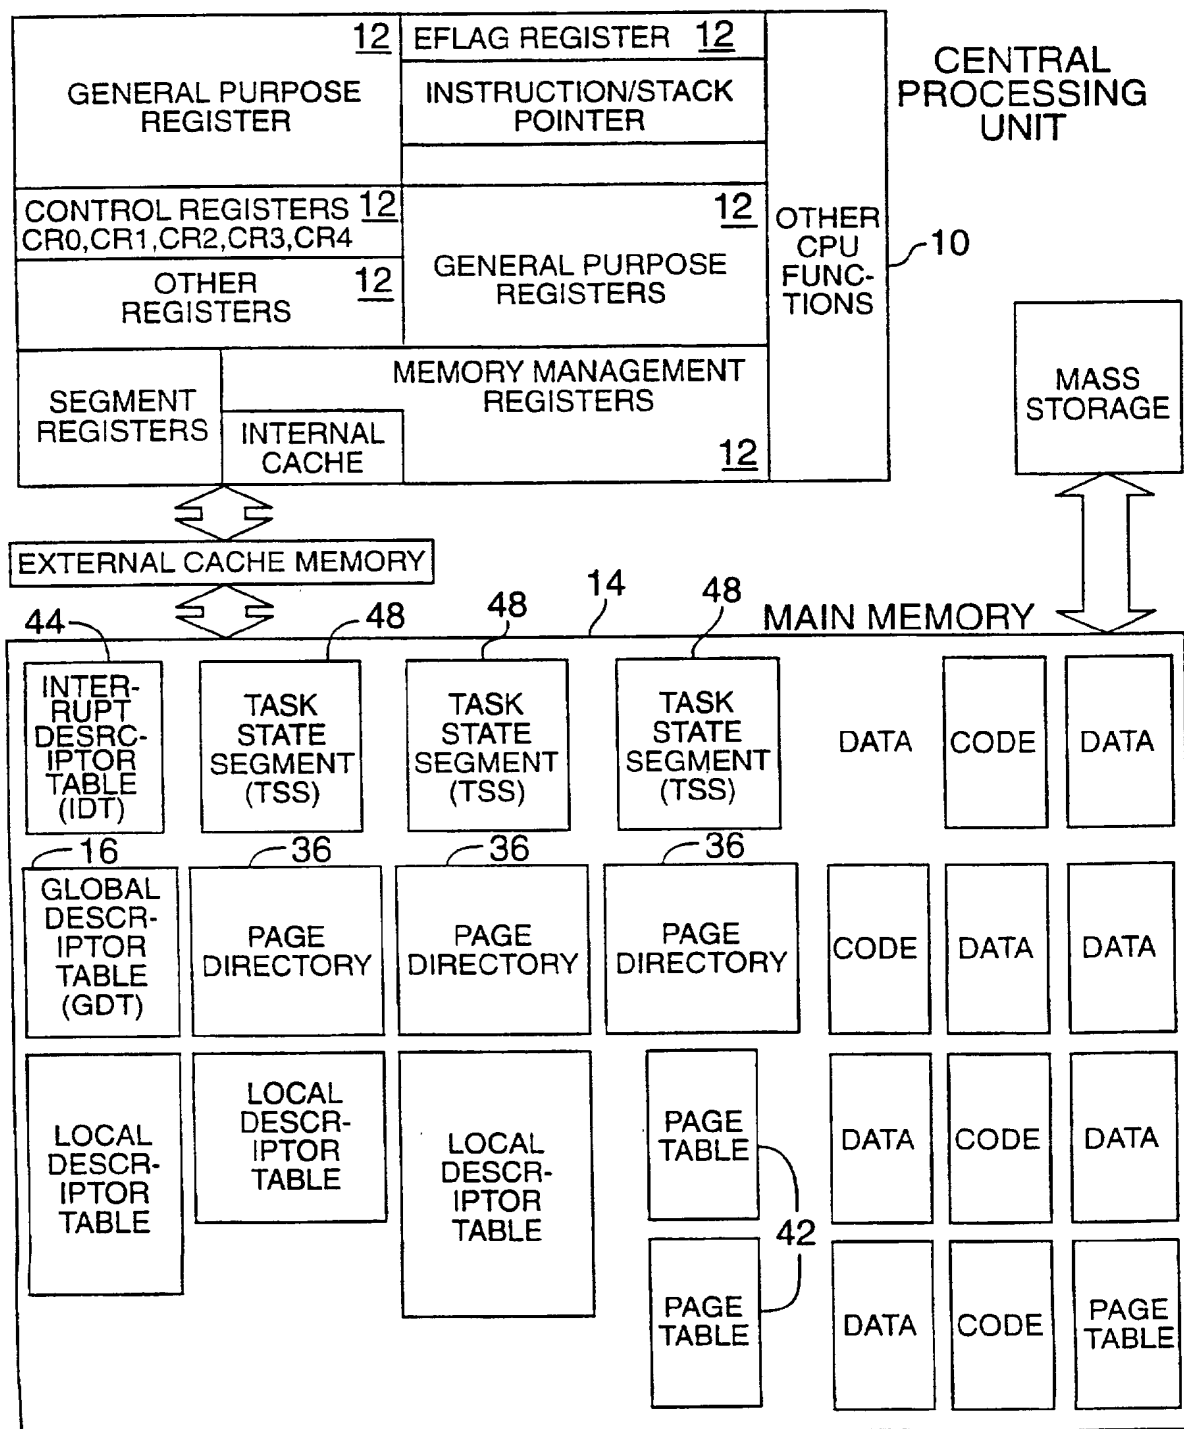 12
GENERAL PURPOSE
REGISTER
EFLAG REGISTER 12
INSTRUCTION/STACK
POINTER
CONTROL REGISTERS 12
CR0,CR1,CR2,CR3,CR4
OTHER 12
REGISTERS
12
GENERAL PURPOSE
REGISTERS
SEGMENT
REGISTERS
INTERNAL
CACHE
MEMORY MANAGEMENT
REGISTERS
12
OTHER
CPU
FUNC-
TIONS
CENTRAL
PROCESSING
UNIT
10
MASS
STORAGE
EXTERNAL CACHE MEMORY
14
MAIN MEMORY
44
48
48
48
INTER-
RUPT
DESRC-
IPTOR
TABLE
(IDT)
TASK
STATE
SEGMENT
(TSS)
TASK
STATE
SEGMENT
(TSS)
TASK
STATE
SEGMENT
(TSS)
DATA
CODE
DATA
16
36
36
36
GLOBAL
DESCR-
IPTOR
TABLE
(GDT)
PAGE
DIRECTORY
PAGE
DIRECTORY
PAGE
DIRECTORY
CODE
DATA
DATA
LOCAL
DESCR-
IPTOR
TABLE
LOCAL
DESCR-
IPTOR
TABLE
LOCAL
DESCR-
IPTOR
TABLE
PAGE
TABLE
DATA
CODE
DATA
42
PAGE
TABLE
DATA
CODE
PAGE
TABLE